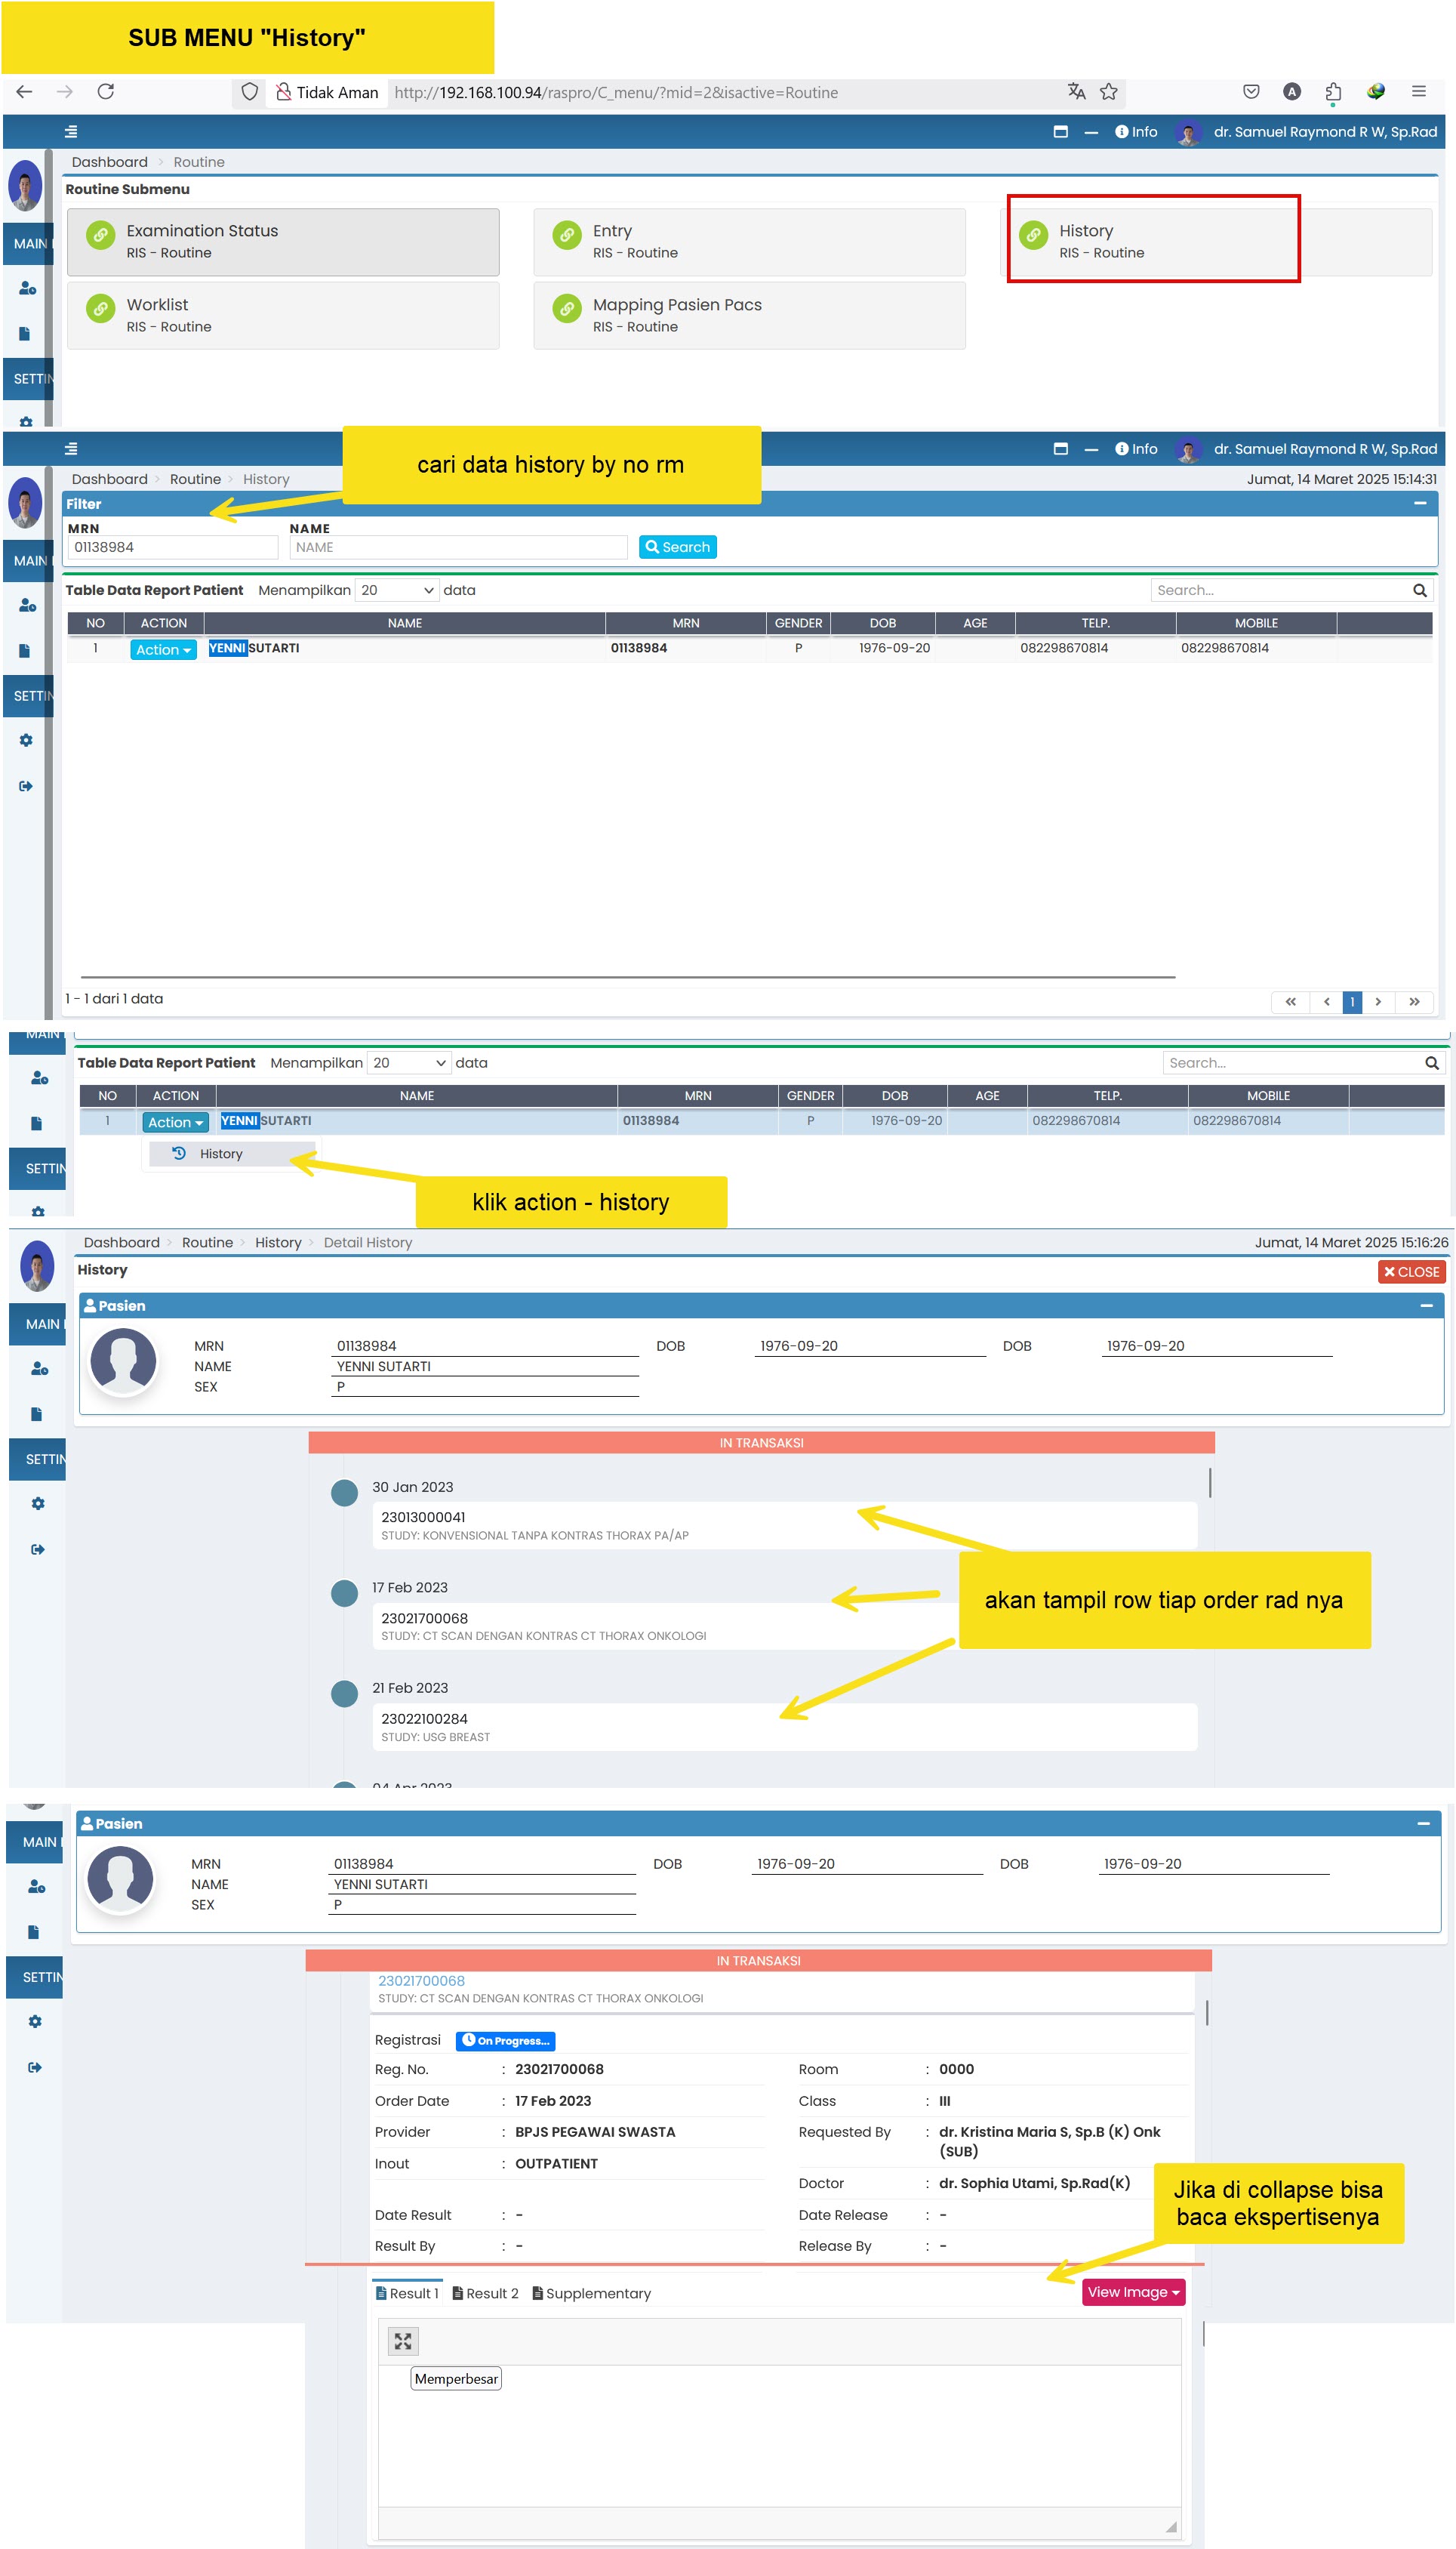 SUB MENU "History"
Tidak Aman http://192.168.100.94/raspro/C_menu/?mid=2&isactive=Routine
Info dr. Samuel Raymond R W, Sp.Rad
Dashboard > Routine
Routine Submenu
Examination Status
RIS - Routine
Entry
RIS - Routine
History
RIS - Routine
MAIN
Worklist
RIS - Routine
Mapping Pasien Pacs
RIS - Routine
SETTIN
Info dr. Samuel Raymond R W, Sp.Rad
cari data history by no rm
Dashboard > Routine > History
Jumat, 14 Maret 2025 15:14:31
Filter
MRN NAME
01138984 NAME Search
MAIN
Table Data Report Patient Menampilkan 20 data Search...
NO ACTION NAME MRN GENDER DOB AGE TELP. MOBILE
1 Action YENNI SUTARTI 01138984 P 1976-09-20 082298670814 082298670814
SETTIN
1 - 1 dari 1 data
« ‹ 1 › »
MAIN
Table Data Report Patient Menampilkan 20 data Search...
NO ACTION NAME MRN GENDER DOB AGE TELP. MOBILE
1 Action YENNI SUTARTI 01138984 P 1976-09-20 082298670814 082298670814
History
SETTIN
klik action - history
Dashboard > Routine > History > Detail History
Jumat, 14 Maret 2025 15:16:26
History
CLOSE
Pasien
MAIN
MRN 01138984 DOB 1976-09-20 DOB 1976-09-20
NAME YENNI SUTARTI
SEX P
IN TRANSAKSI
SETTIN
30 Jan 2023
23013000041
STUDY: KONVENSIONAL TANPA KONTRAS THORAX PA/AP
17 Feb 2023
23021700068
STUDY: CT SCAN DENGAN KONTRAS CT THORAX ONKOLOGI
akan tampil row tiap order rad nya
21 Feb 2023
23022100284
STUDY: USG BREAST
04 Apr 2023
Pasien
MAIN
MRN 01138984 DOB 1976-09-20 DOB 1976-09-20
NAME YENNI SUTARTI
SEX P
IN TRANSAKSI
SETTIN
23021700068
STUDY: CT SCAN DENGAN KONTRAS CT THORAX ONKOLOGI
Registrasi On Progress...
Reg. No. : 23021700068
Room : 0000
Order Date : 17 Feb 2023
Class : III
Provider : BPJS PEGAWAI SWASTA
Requested By : dr. Kristina Maria S, Sp.B (K) Onk
(SUB)
Inout : OUTPATIENT
Doctor : dr. Sophia Utami, Sp.Rad(K)
Jika di collapse bisa
baca ekspertisenya
Date Result : -
Date Release : -
Result By : -
Release By : -
Result 1 Result 2 Supplementary View Image
Memperbesar